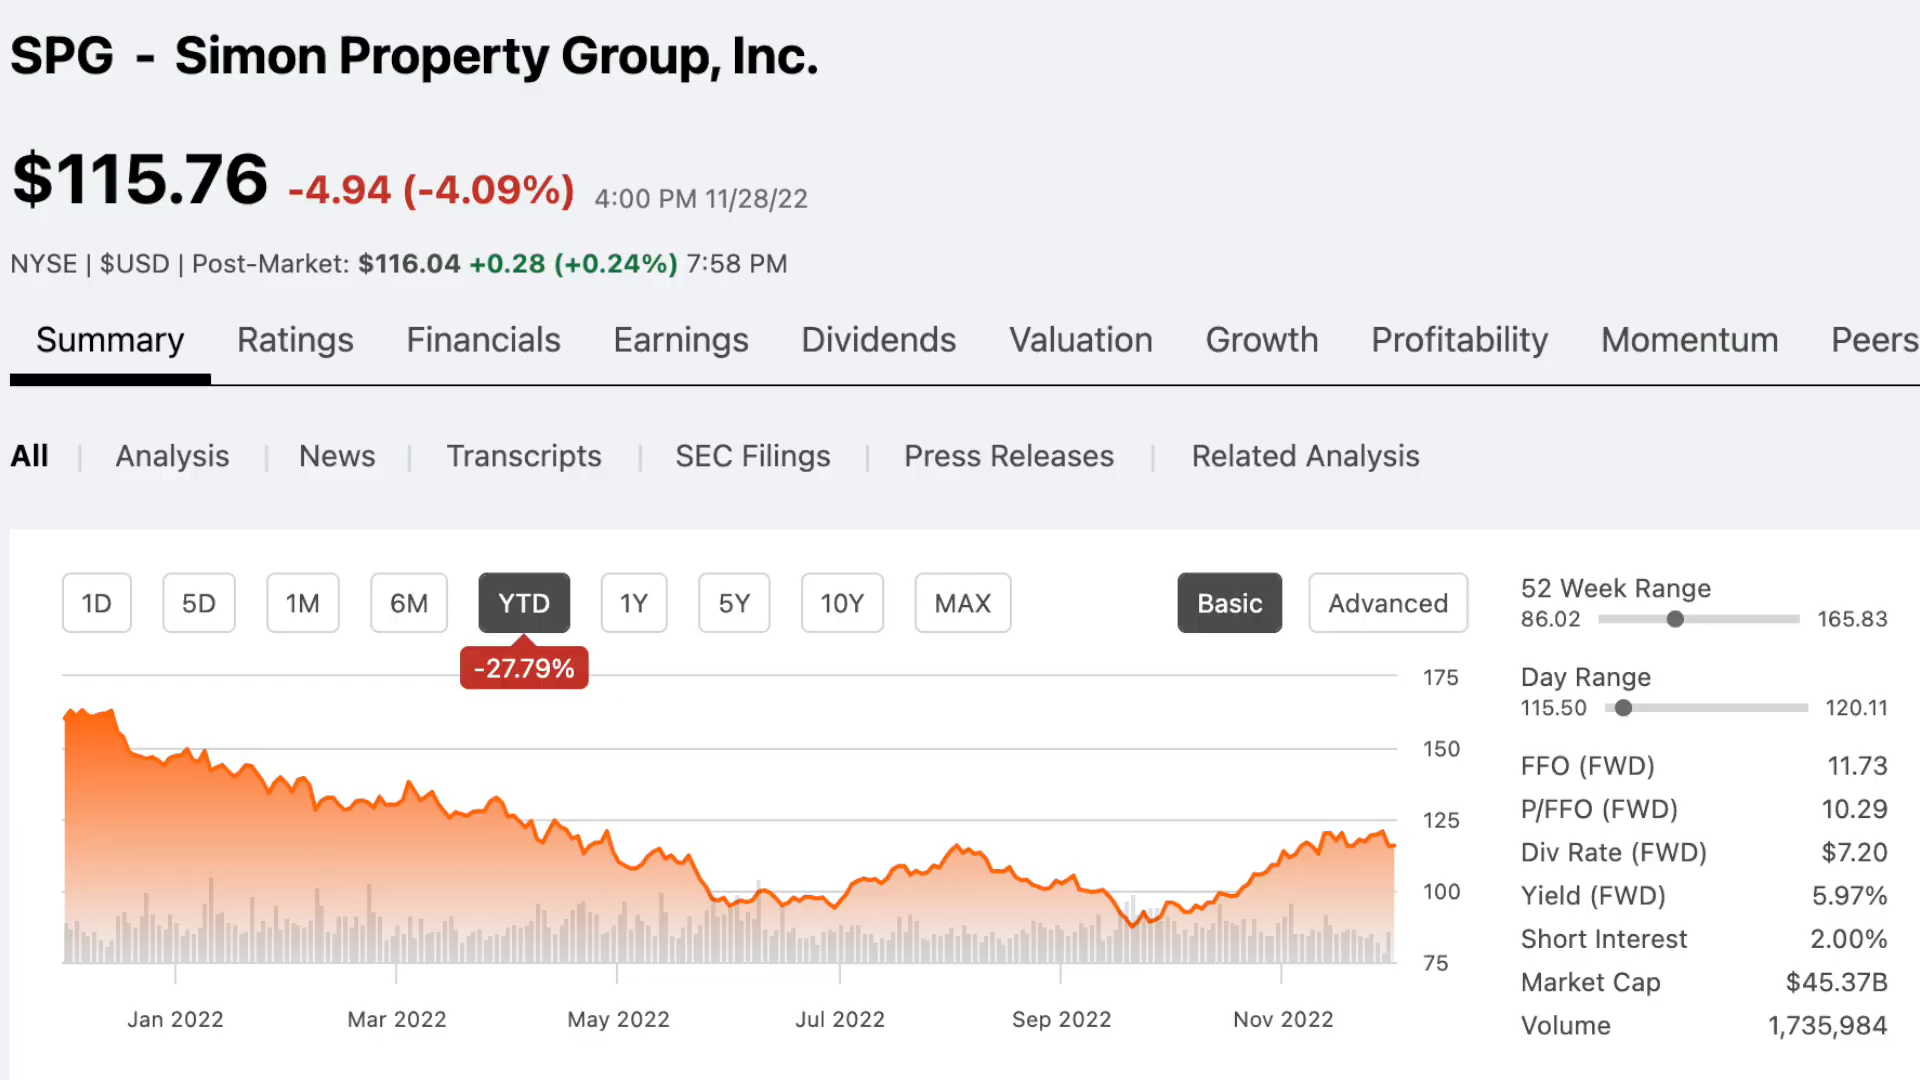 SPG - Simon Property Group, Inc.
$115.76 -4.94 (-4.09%) 4:00 PM 11/28/22
NYSE | $USD | Post-Market: $116.04 +0.28 (+0.24%) 7:58 PM
Summary Ratings Financials Earnings Dividends Valuation Growth Profitability Momentum Peers
All | Analysis | News | Transcripts | SEC Filings | Press Releases | Related Analysis
1D 5D 1M 6M YTD 1Y 5Y 10Y MAX Basic Advanced
-27.79%
175
150
125
100
75
Jan 2022 Mar 2022 May 2022 Jul 2022 Sep 2022 Nov 2022
52 Week Range
86.02 165.83
Day Range
115.50 120.11
FFO (FWD) 11.73
P/FFO (FWD) 10.29
Div Rate (FWD) $7.20
Yield (FWD) 5.97%
Short Interest 2.00%
Market Cap $45.37B
Volume 1,735,984